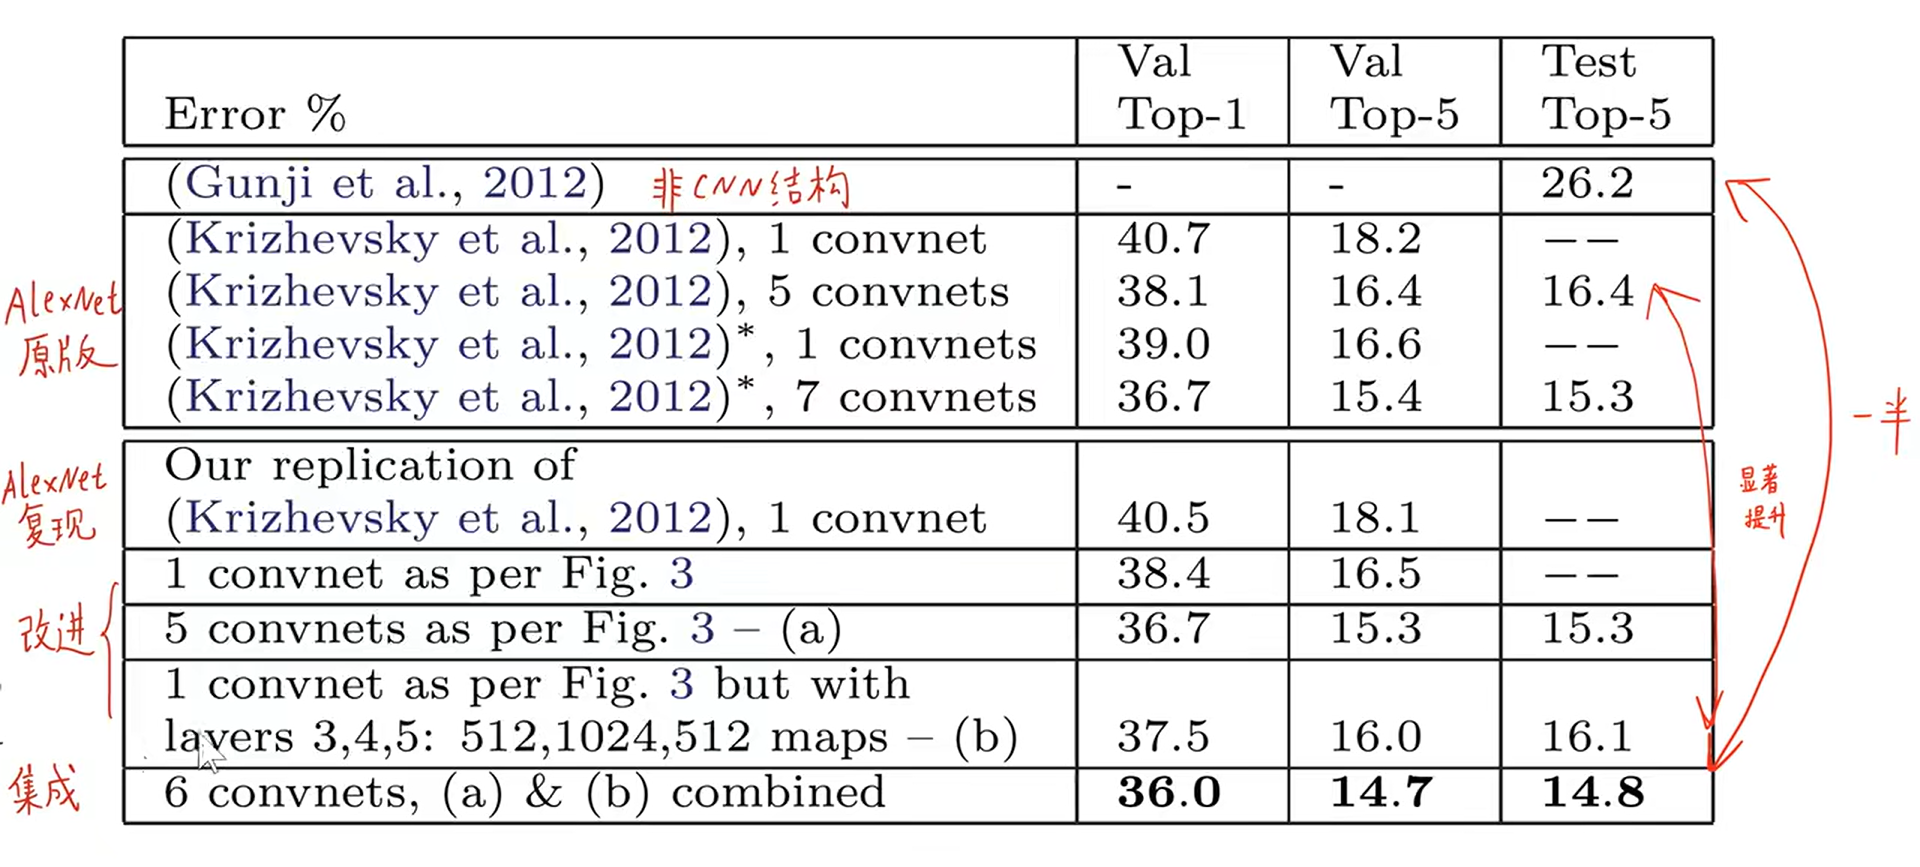 Error %
Val Top-1
Val Top-5
Test Top-5
(Gunji et al., 2012) 非CNN结构 - - 26.2
(Krizhevsky et al., 2012), 1 convnet 40.7 18.2 −−
(Krizhevsky et al., 2012), 5 convnets 38.1 16.4 16.4
(Krizhevsky et al., 2012)*, 1 convnets 39.0 16.6 −−
(Krizhevsky et al., 2012)*, 7 convnets 36.7 15.4 15.3
AlexNet
原版
Our replication of
(Krizhevsky et al., 2012), 1 convnet 40.5 18.1 −−
AlexNet
复现
1 convnet as per Fig. 3 38.4 16.5 −−
5 convnets as per Fig. 3 – (a) 36.7 15.3 15.3
改进
1 convnet as per Fig. 3 but with
layers 3,4,5: 512,1024,512 maps – (b) 37.5 16.0 16.1
6 convnets, (a) & (b) combined 36.0 14.7 14.8
集成
显著
提升
一半